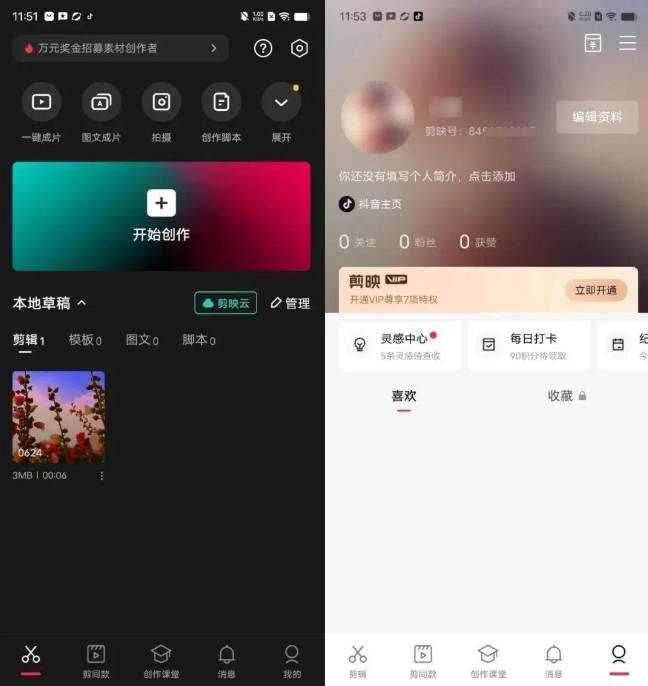 11:51
万元奖金招募素材创作者
一键成片
图文成片
拍摄
创作脚本
展开
开始创作
本地草稿
剪映云
管理
剪辑1
模板0
图文0
脚本0
0624
3MB | 00:06
剪辑
剪同款
创作课堂
消息
我的
11:53
编辑资料
剪映号：
你还没有填写个人简介，点击添加
抖音主页
0 关注
0 粉丝
0 获赞
剪映 VIP
开通VIP尊享7项特权
立即开通
灵感中心
5条灵感待查收
每日打卡
90积分待领取
喜欢
收藏
剪辑
剪同款
创作课堂
消息